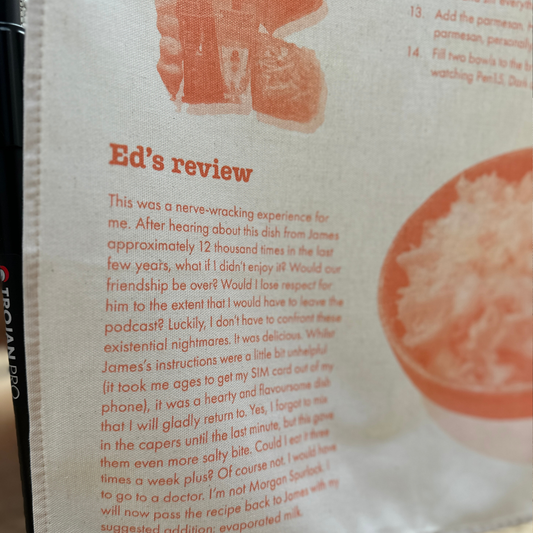 13. Add the parmesan.
parmesan, personally
14. Fill two bowls to the
watching Pen15. Dark
Ed's review
This was a nerve-wracking experience for
me. After hearing about this dish from James
approximately 12 thousand times in the last
few years, what if I didn't enjoy it? Would our
friendship be over? Would I lose respect for
him to the extent that I would have to leave the
podcast? Luckily, I don't have to confront these
existential nightmares. It was delicious. Whilst
James's instructions were a little bit unhelpful
(it took me ages to get my SIM card out of my
phone), it was a hearty and flavoursome dish
that I will gladly return to. Yes, I forgot to mix
in the capers until the last minute, but this gave
them even more salty bite. Could I eat it three
times a week plus? Of course not, I would have
to go to a doctor. I'm not Morgan Spurlock. I
will now pass the recipe back to James with my
suggested addition: evaporated milk.
TROJAN PRO